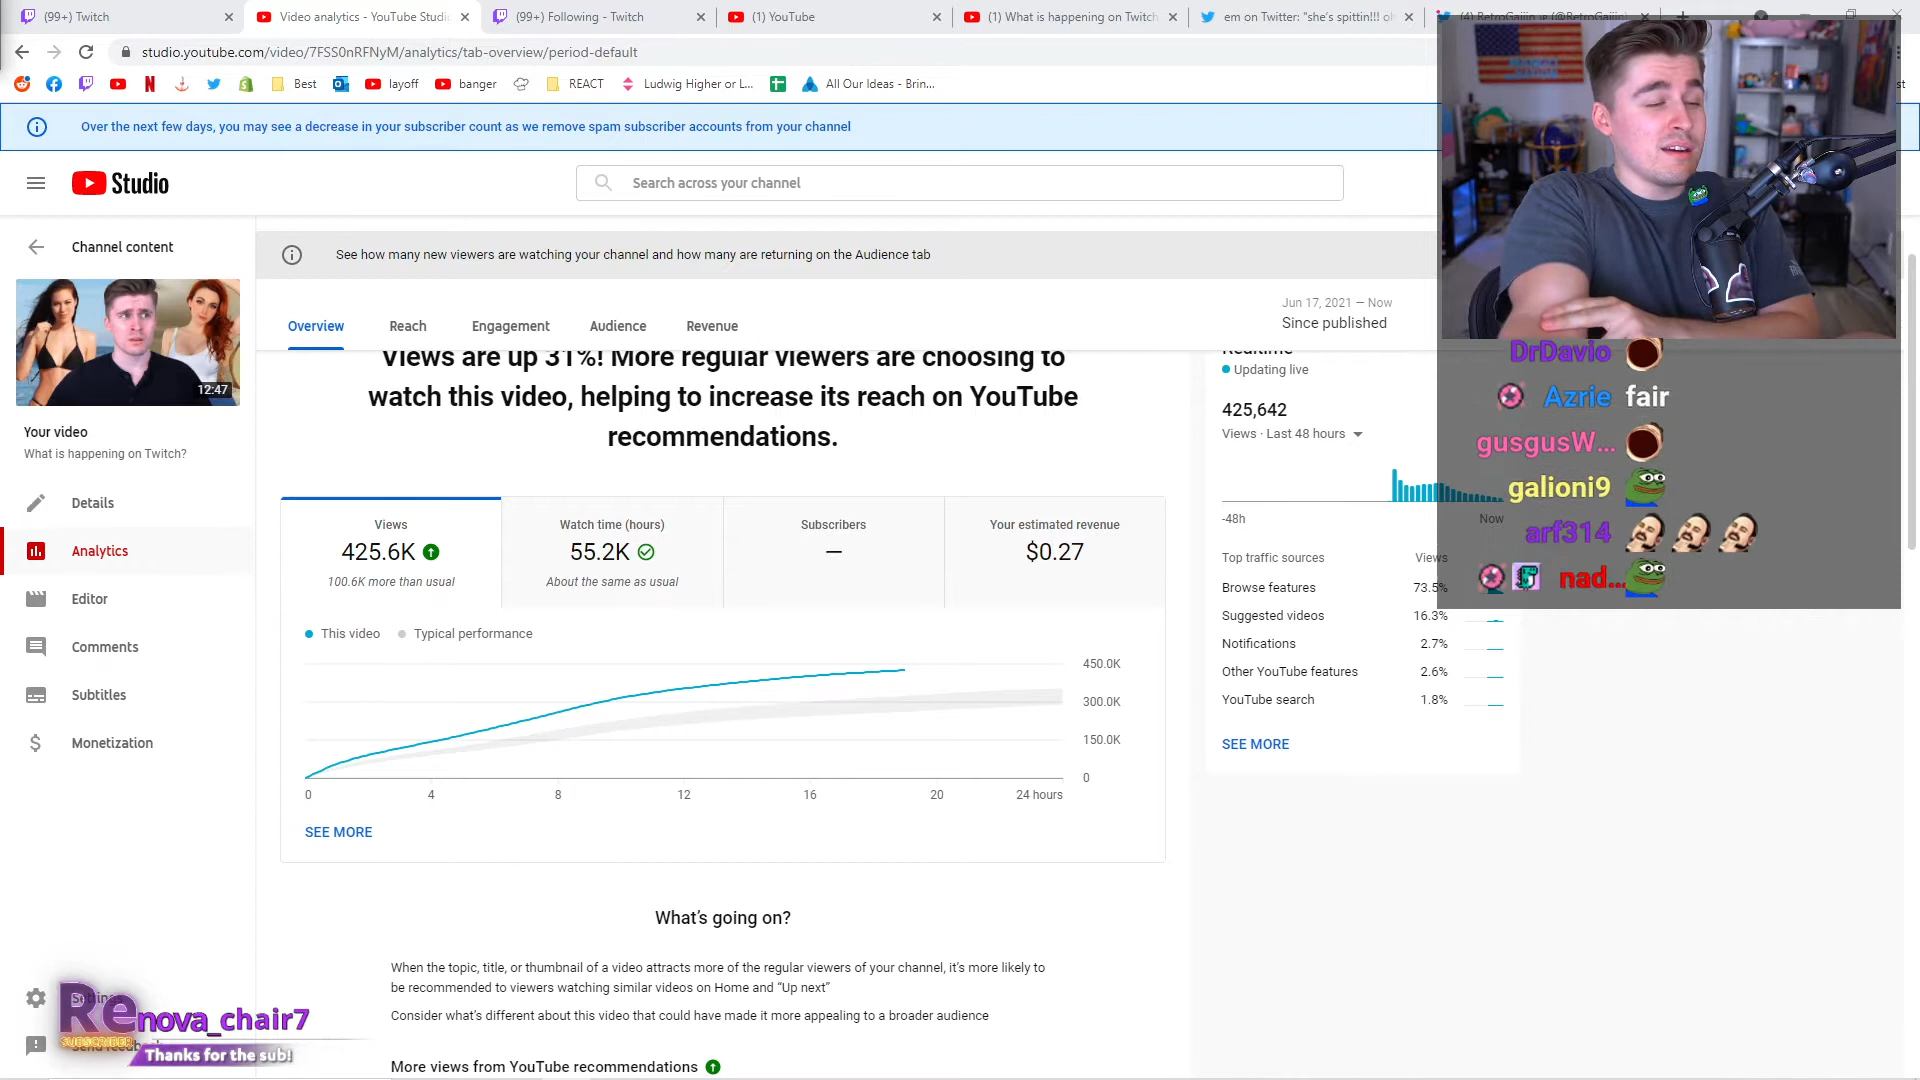 (99+) Twitch
Video analytics - YouTube Studio
(99+) Following - Twitch
(1) YouTube
(1) What is happening on Twitch
em on Twitter: "she's spittin!!! o
(4) RetroGaijin
studio.youtube.com/video/7FSS0nRFNyM/analytics/tab-overview/period-default
Best
layoff
banger
REACT
Ludwig Higher or L...
All Our Ideas - Brin...
Over the next few days, you may see a decrease in your subscriber count as we remove spam subscriber accounts from your channel
Studio
Search across your channel
Channel content
See how many new viewers are watching your channel and how many are returning on the Audience tab
12:47
Your video
What is happening on Twitch?
Details
Analytics
Editor
Comments
Subtitles
Monetization
Overview
Reach
Engagement
Audience
Revenue
Jun 17, 2021 — Now
Since published
Views are up 31%! More regular viewers are choosing to
watch this video, helping to increase its reach on YouTube
recommendations.
Views
425.6K
100.6K more than usual
Watch time (hours)
55.2K
About the same as usual
Subscribers
—
Your estimated revenue
$0.27
This video
Typical performance
450.0K
300.0K
150.0K
0
0 4 8 12 16 20 24 hours
SEE MORE
What's going on?
When the topic, title, or thumbnail of a video attracts more of the regular viewers of your channel, it's more likely to
be recommended to viewers watching similar videos on Home and "Up next"
Consider what's different about this video that could have made it more appealing to a broader audience
More views from YouTube recommendations
Realtime
Updating live
425,642
Views · Last 48 hours
-48h
Now
Top traffic sources
Views
Browse features 73.5%
Suggested videos 16.3%
Notifications 2.7%
Other YouTube features 2.6%
YouTube search 1.8%
SEE MORE
DrDavio
Azrie fair
gusgusW...
galioni9
arf314
nad...
Settings
Renova_chair7
SUBSCRIBER
Thanks for the sub!